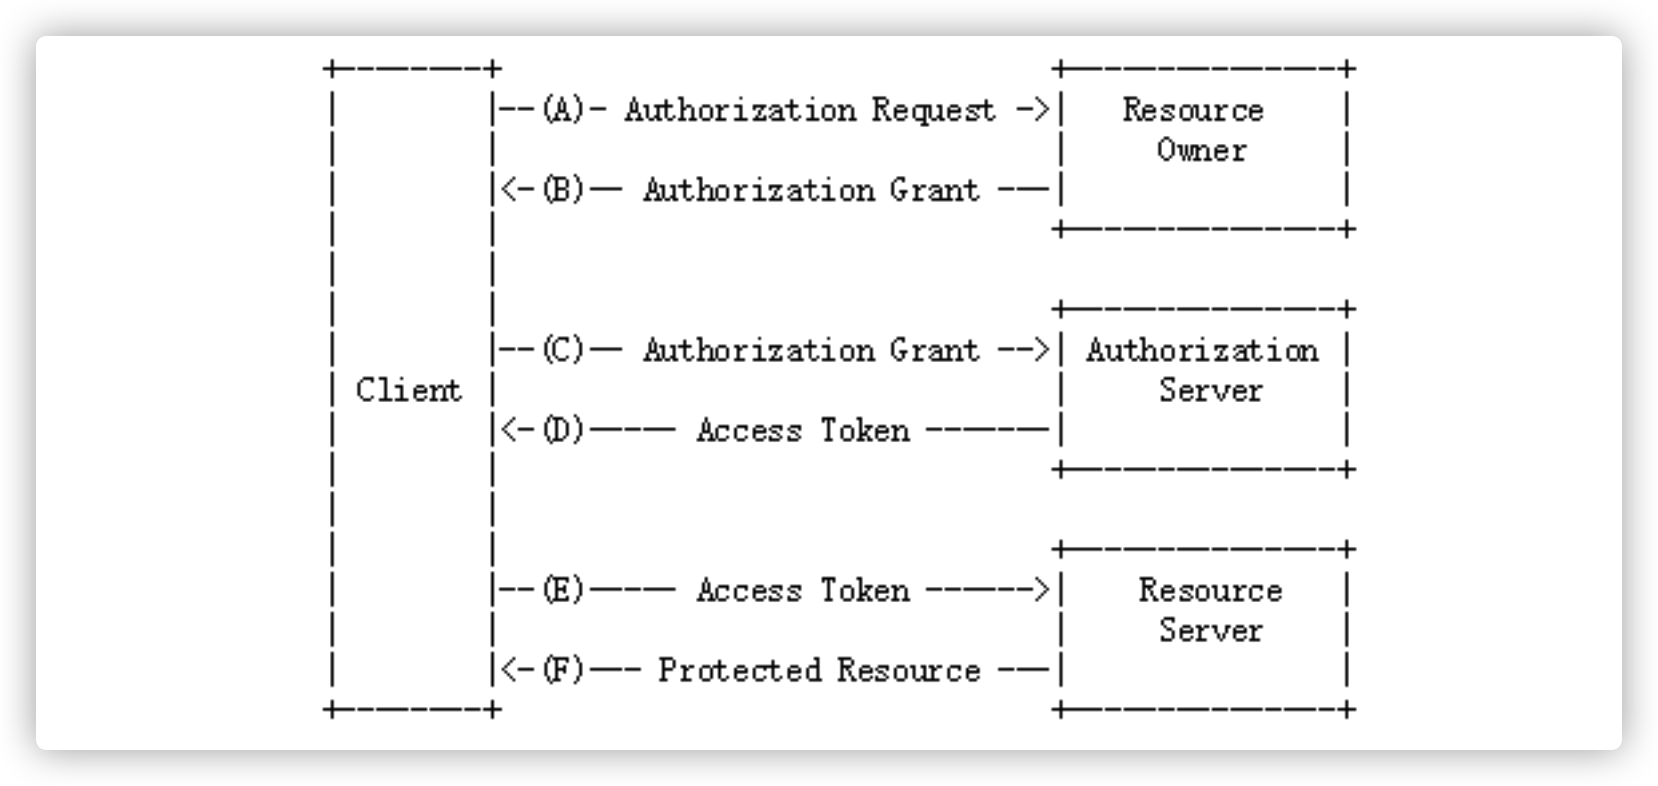 +--------+                               +---------------+
|        |--(A)- Authorization Request ->|   Resource    |
|        |                               |     Owner     |
|        |<-(B)-- Authorization Grant ---|               |
|        |                               +---------------+
|        |
|        |                               +---------------+
|        |--(C)-- Authorization Grant -->| Authorization |
| Client |                               |     Server    |
|        |<-(D)----- Access Token -------|               |
|        |                               +---------------+
|        |
|        |                               +---------------+
|        |--(E)----- Access Token ------>|    Resource   |
|        |                               |     Server    |
|        |<-(F)--- Protected Resource ---|               |
+--------+                               +---------------+